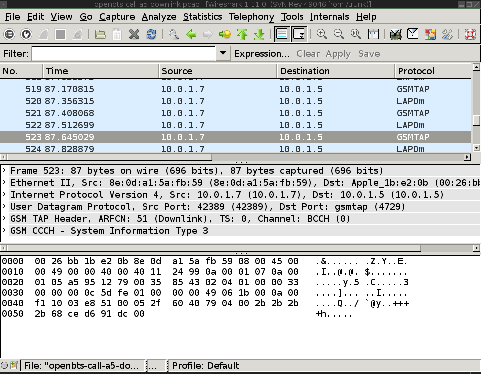 openbts-call-a5-downlink.pcap [Wireshark 1.11.0 (SVN Rev 49046 from /trunk)]
File Edit View Go Capture Analyze Statistics Telephony Tools Internals Help
Filter: Expression... Clear Apply Save
No. Time Source Destination Protocol
519 87.170815 10.0.1.7 10.0.1.5 GSMTAP
520 87.356315 10.0.1.7 10.0.1.5 LAPDm
521 87.408068 10.0.1.7 10.0.1.5 GSMTAP
522 87.512699 10.0.1.7 10.0.1.5 LAPDm
523 87.645029 10.0.1.7 10.0.1.5 GSMTAP
524 87.828879 10.0.1.7 10.0.1.5 LAPDm
Frame 523: 87 bytes on wire (696 bits), 87 bytes captured (696 bits)
Ethernet II, Src: 8e:0d:a1:5a:fb:59 (8e:0d:a1:5a:fb:59), Dst: Apple_1b:e2:0b (00:26:bb
Internet Protocol Version 4, Src: 10.0.1.7 (10.0.1.7), Dst: 10.0.1.5 (10.0.1.5)
User Datagram Protocol, Src Port: 42389 (42389), Dst Port: gsmtap (4729)
GSM TAP Header, ARFCN: 51 (Downlink), TS: 0, Channel: BCCH (0)
GSM CCCH - System Information Type 3
0000 00 26 bb 1b e2 0b 8e 0d a1 5a fb 59 08 00 45 00 .&...... .Z.Y..E.
0010 00 49 00 00 40 00 40 11 24 99 0a 00 01 07 0a 00 .I..@.@. $.......
0020 01 05 a5 95 12 79 00 35 85 43 02 04 01 00 00 33 .....y.5 .C.....3
0030 00 00 00 0c 5d fe 01 00 00 00 49 06 1b 00 0a 00 ....]... ..I.....
0040 f1 10 03 e8 51 00 05 2f 60 40 79 04 00 2b 2b 2b ....Q../ `@y..+++
0050 2b 68 ce d6 91 dc 00 +h.....
File: "openbts-call-a5-do... ... Profile: Default